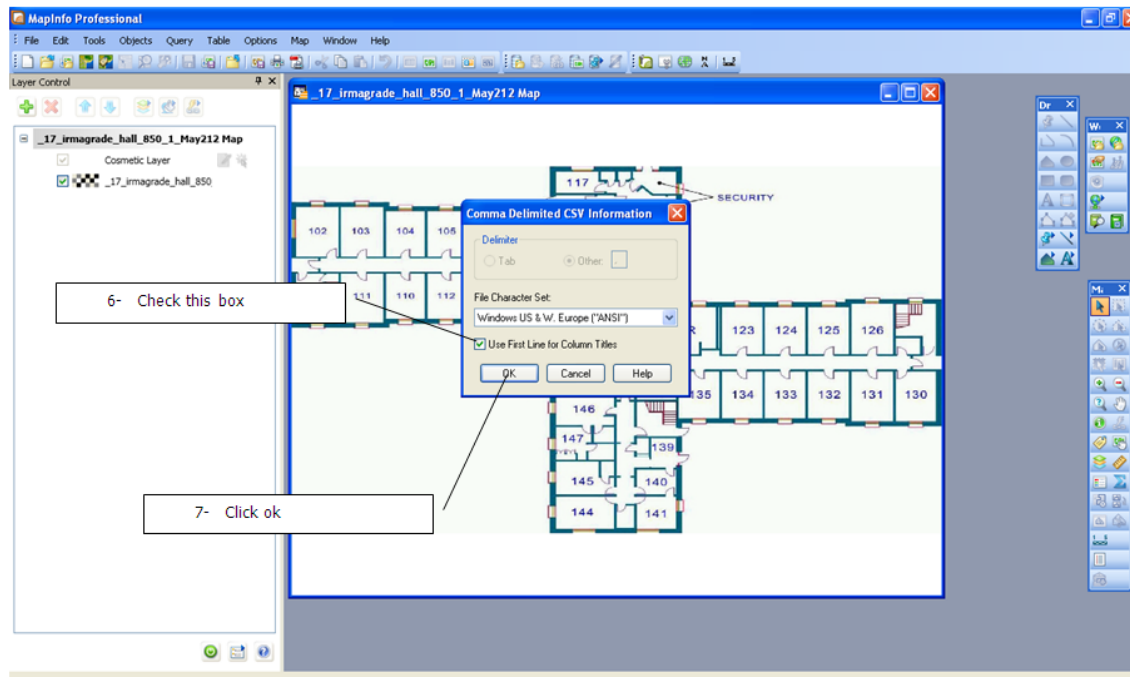 MapInfo Professional
File Edit Tools Objects Query Table Options Map Window Help
Layer Control
_17_irmagrade_hall_850_1_May212 Map
Cosmetic Layer
_17_irmagrade_hall_850
_17_irmagrade_hall_850_1_May212 Map
117
SECURITY
102 103 104 105
111 110 112
Comma Delimited CSV Information
Delimiter
Tab Other:
File Character Set:
Windows US & W. Europe ("ANSI")
Use First Line for Column Titles
OK Cancel Help
6- Check this box
7- Click ok
R 123 124 125 126
135 134 133 132 131 130
146
147
139
145 140
144 141
Dr
Mi